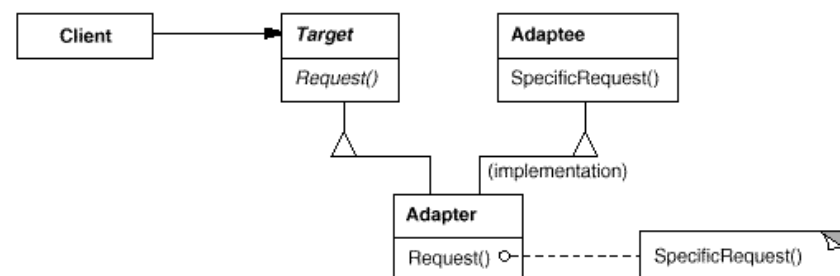 Client
Target
Request()
Adaptee
SpecificRequest()
(implementation)
Adapter
Request()
SpecificRequest()